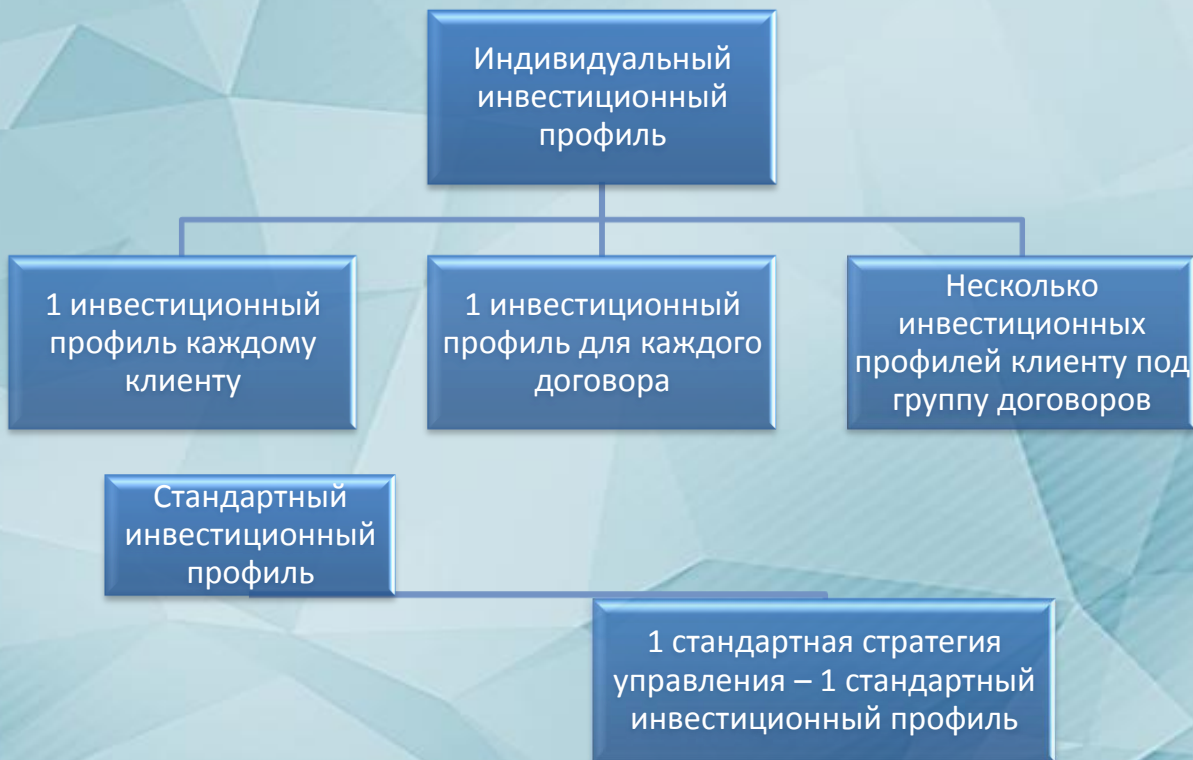 Индивидуальный
инвестиционный
профиль
1 инвестиционный
профиль каждому
клиенту
1 инвестиционный
профиль для каждого
договора
Несколько
инвестиционных
профилей клиенту под
группу договоров
Стандартный
инвестиционный
профиль
1 стандартная стратегия
управления – 1 стандартный
инвестиционный профиль